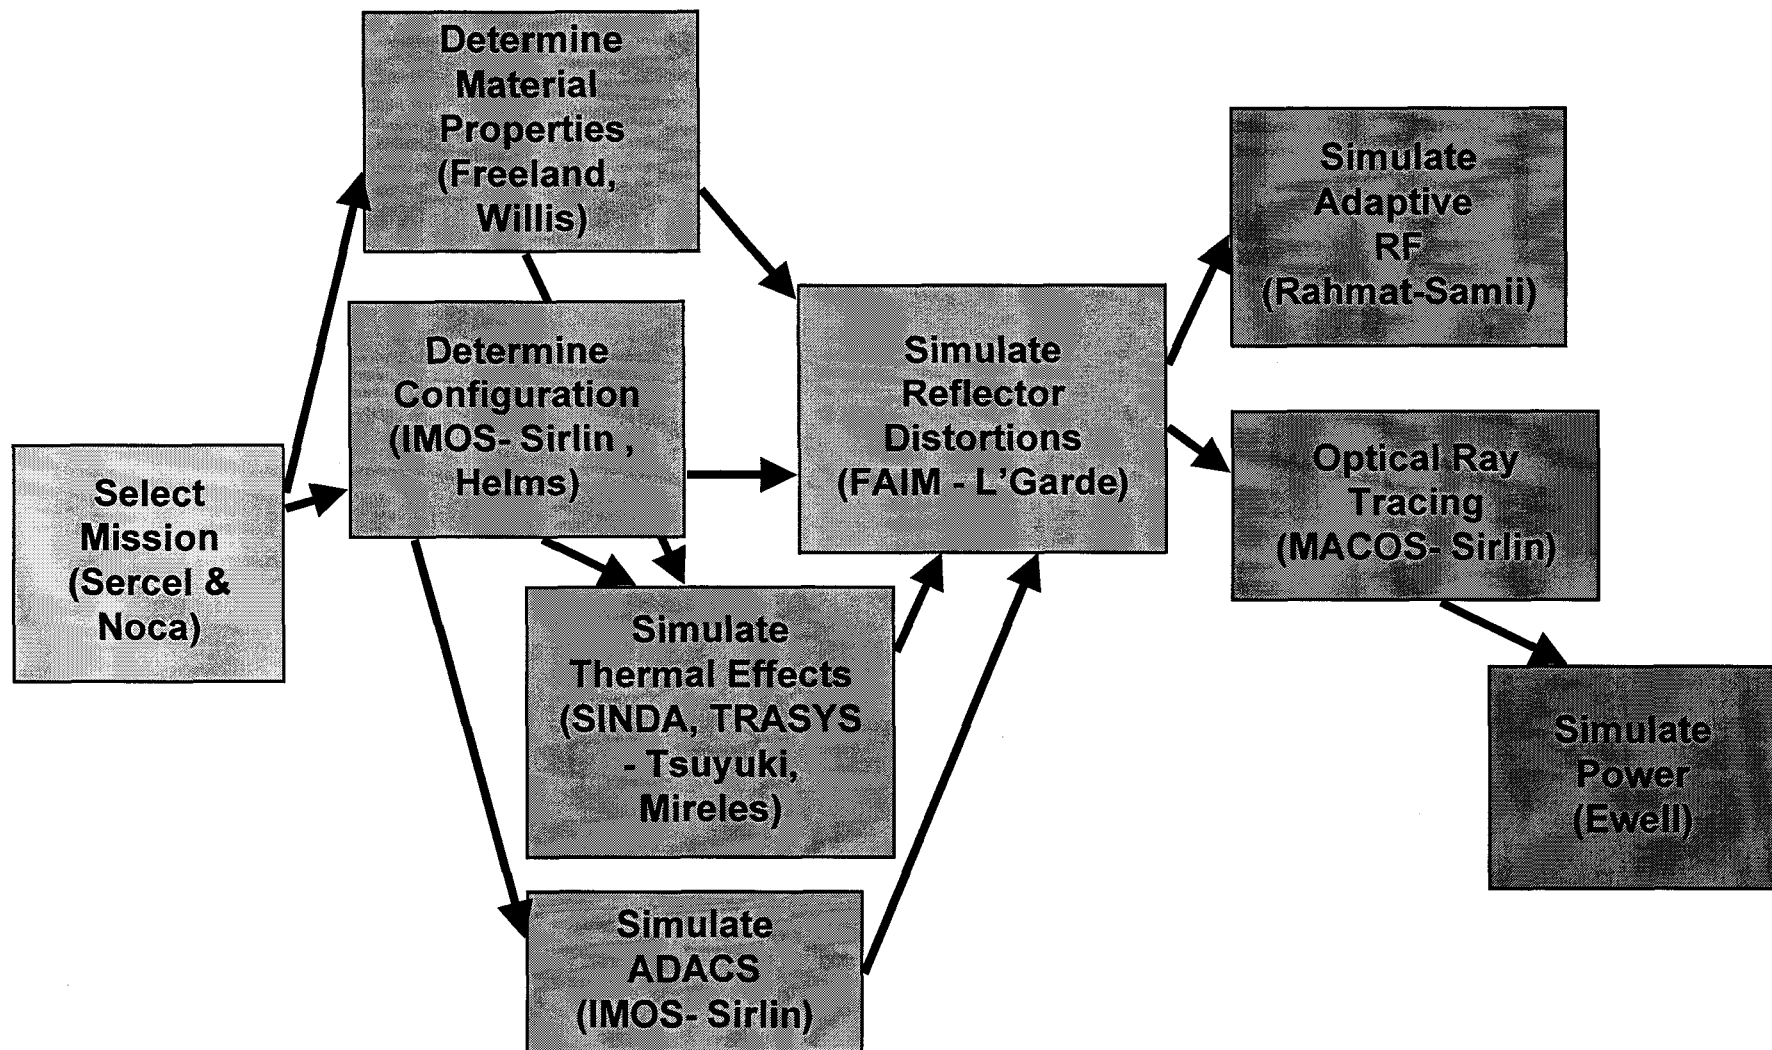 Determine
Material
Properties
(Freeland,
Willis)
Simulate
Adaptive
RF
(Rahmat-Samii)
Determine
Configuration
(IMOS- Sirlin ,
Helms)
Simulate
Reflector
Distortions
(FAIM - L'Garde)
Select
Mission
(Sercel &
Noca)
Optical Ray
Tracing
(MACOS- Sirlin)
Simulate
Thermal Effects
(SINDA, TRASYS
- Tsuyuki,
Mireles)
Simulate
Power
(Ewell)
Simulate
ADACS
(IMOS- Sirlin)